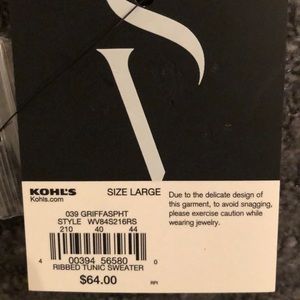 KOHL'S
Kohls.com
SIZE LARGE
Due to the delicate design of
this garment, to avoid snagging,
please exercise caution while
wearing jewelry.
039 GRIFFASPHT
STYLE WV84S216RS
210 40 44
4 00394 56580 0
RIBBED TUNIC SWEATER
$64.00
RPI